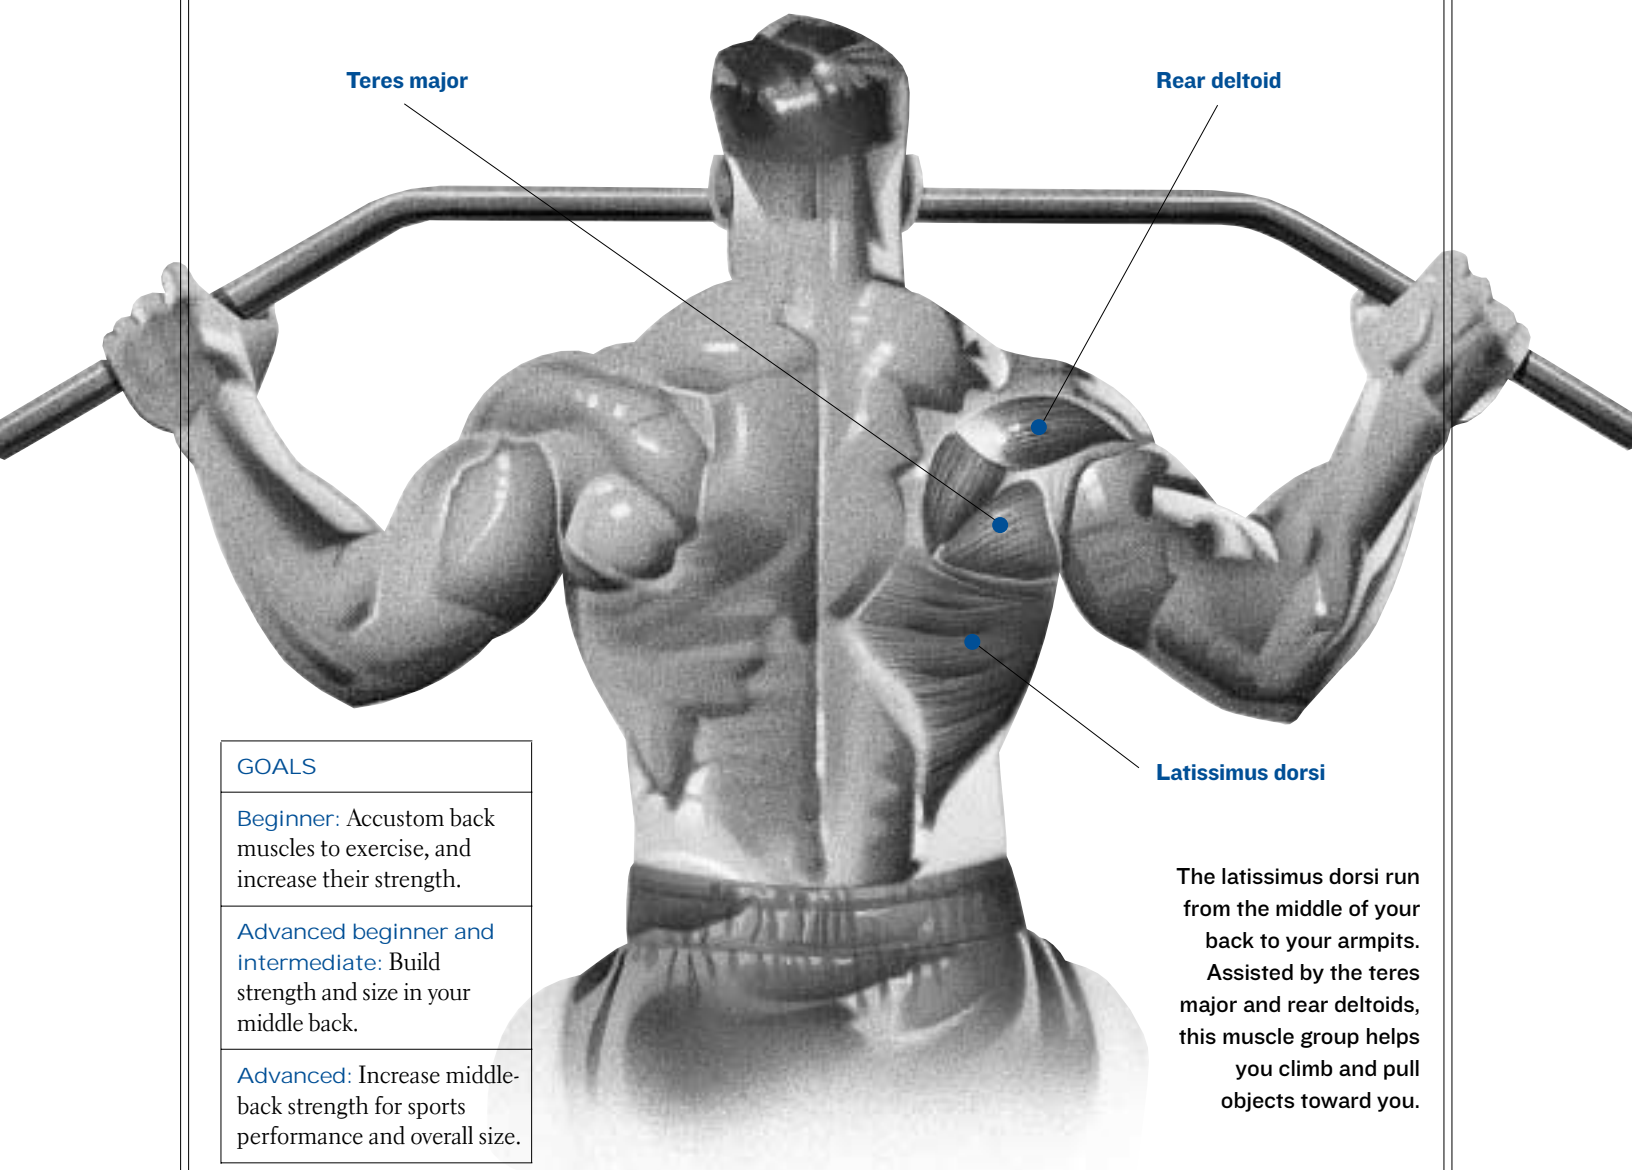 Teres major
Rear deltoid
Latissimus dorsi
GOALS
Beginner: Accustom back
muscles to exercise, and
increase their strength.
Advanced beginner and
intermediate: Build
strength and size in your
middle back.
Advanced: Increase middle-
back strength for sports
performance and overall size.
The latissimus dorsi run
from the middle of your
back to your armpits.
Assisted by the teres
major and rear deltoids,
this muscle group helps
you climb and pull
objects toward you.